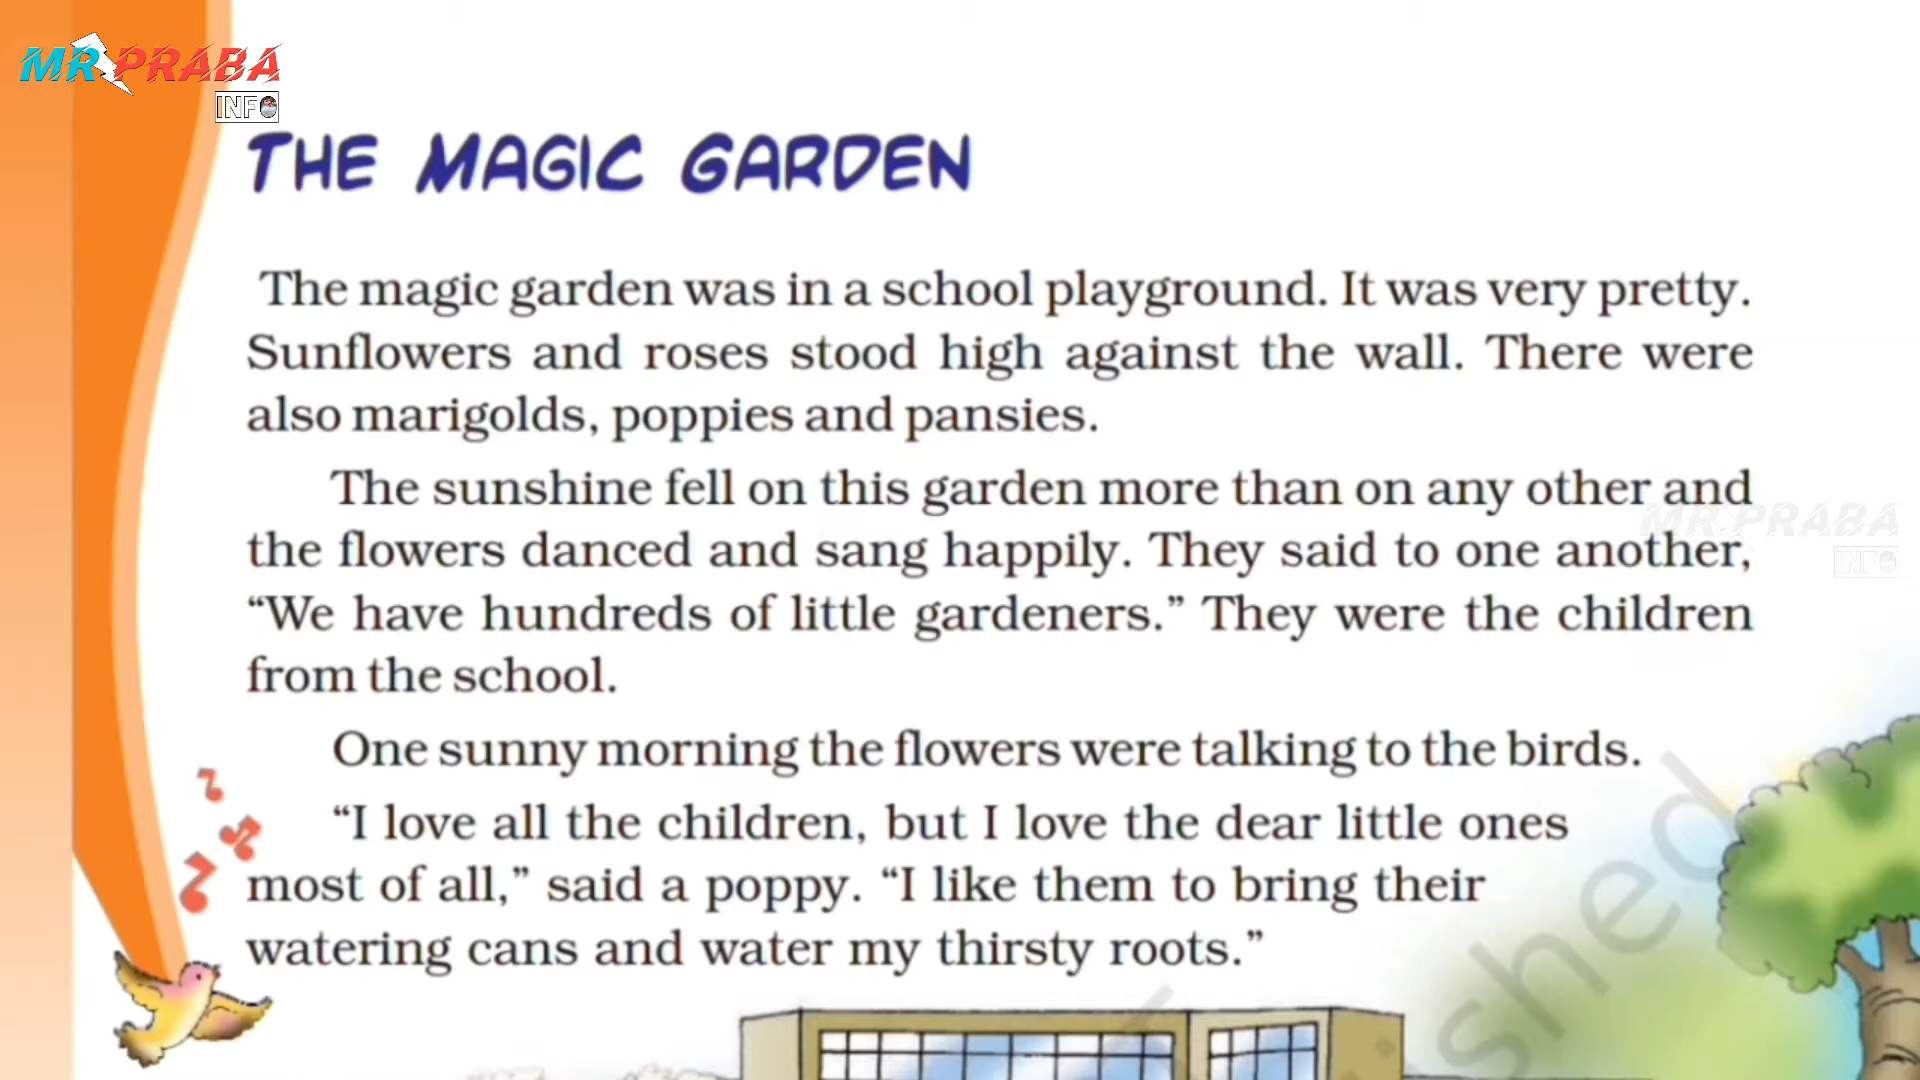 MR PRABA
INFO
THE MAGIC GARDEN
The magic garden was in a school playground. It was very pretty.
Sunflowers and roses stood high against the wall. There were
also marigolds, poppies and pansies.
The sunshine fell on this garden more than on any other and
the flowers danced and sang happily. They said to one another,
“We have hundreds of little gardeners.” They were the children
from the school.
MR PRABA
INFO
One sunny morning the flowers were talking to the birds.
“I love all the children, but I love the dear little ones
most of all,” said a poppy. “I like them to bring their
watering cans and water my thirsty roots.”
shed